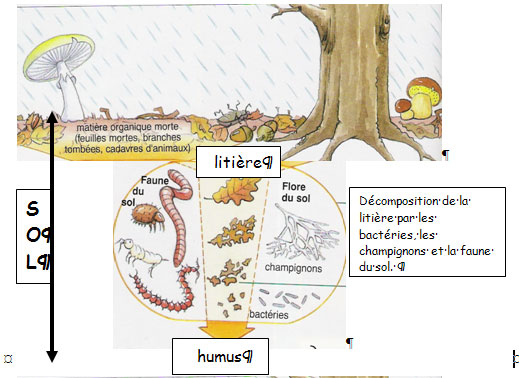 matière organique morte
(feuilles mortes, branches
tombées, cadavres d'animaux)
¶
litière¶
S
O¶
L¶
Faune
du
sol
Flore
du sol
champignons
bactéries
Décomposition·de·la·
litière·par·les·
bactéries,·les·
champignons·et·la·faune·
du·sol.·¶
humus¶
¶